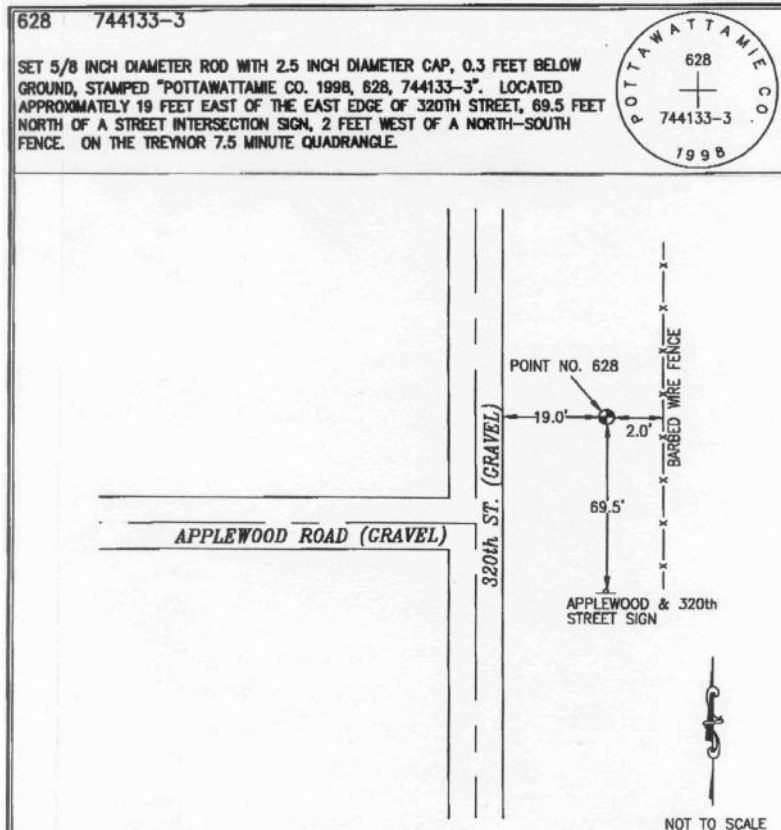 628 744133-3
SET 5/8 INCH DIAMETER ROD WITH 2.5 INCH DIAMETER CAP, 0.3 FEET BELOW
GROUND, STAMPED "POTTAWATTAMIE CO. 1998, 628, 744133-3". LOCATED
APPROXIMATELY 19 FEET EAST OF THE EAST EDGE OF 320TH STREET, 69.5 FEET
NORTH OF A STREET INTERSECTION SIGN, 2 FEET WEST OF A NORTH-SOUTH
FENCE. ON THE TREYNOR 7.5 MINUTE QUADRANGLE.
POTTAWATTAMIE CO
628
744133-3
1998
POINT NO. 628
19.0'
2.0'
BARBED WIRE FENCE
69.5'
320th ST. (GRAVEL)
APPLEWOOD ROAD (GRAVEL)
APPLEWOOD & 320th
STREET SIGN
NOT TO SCALE